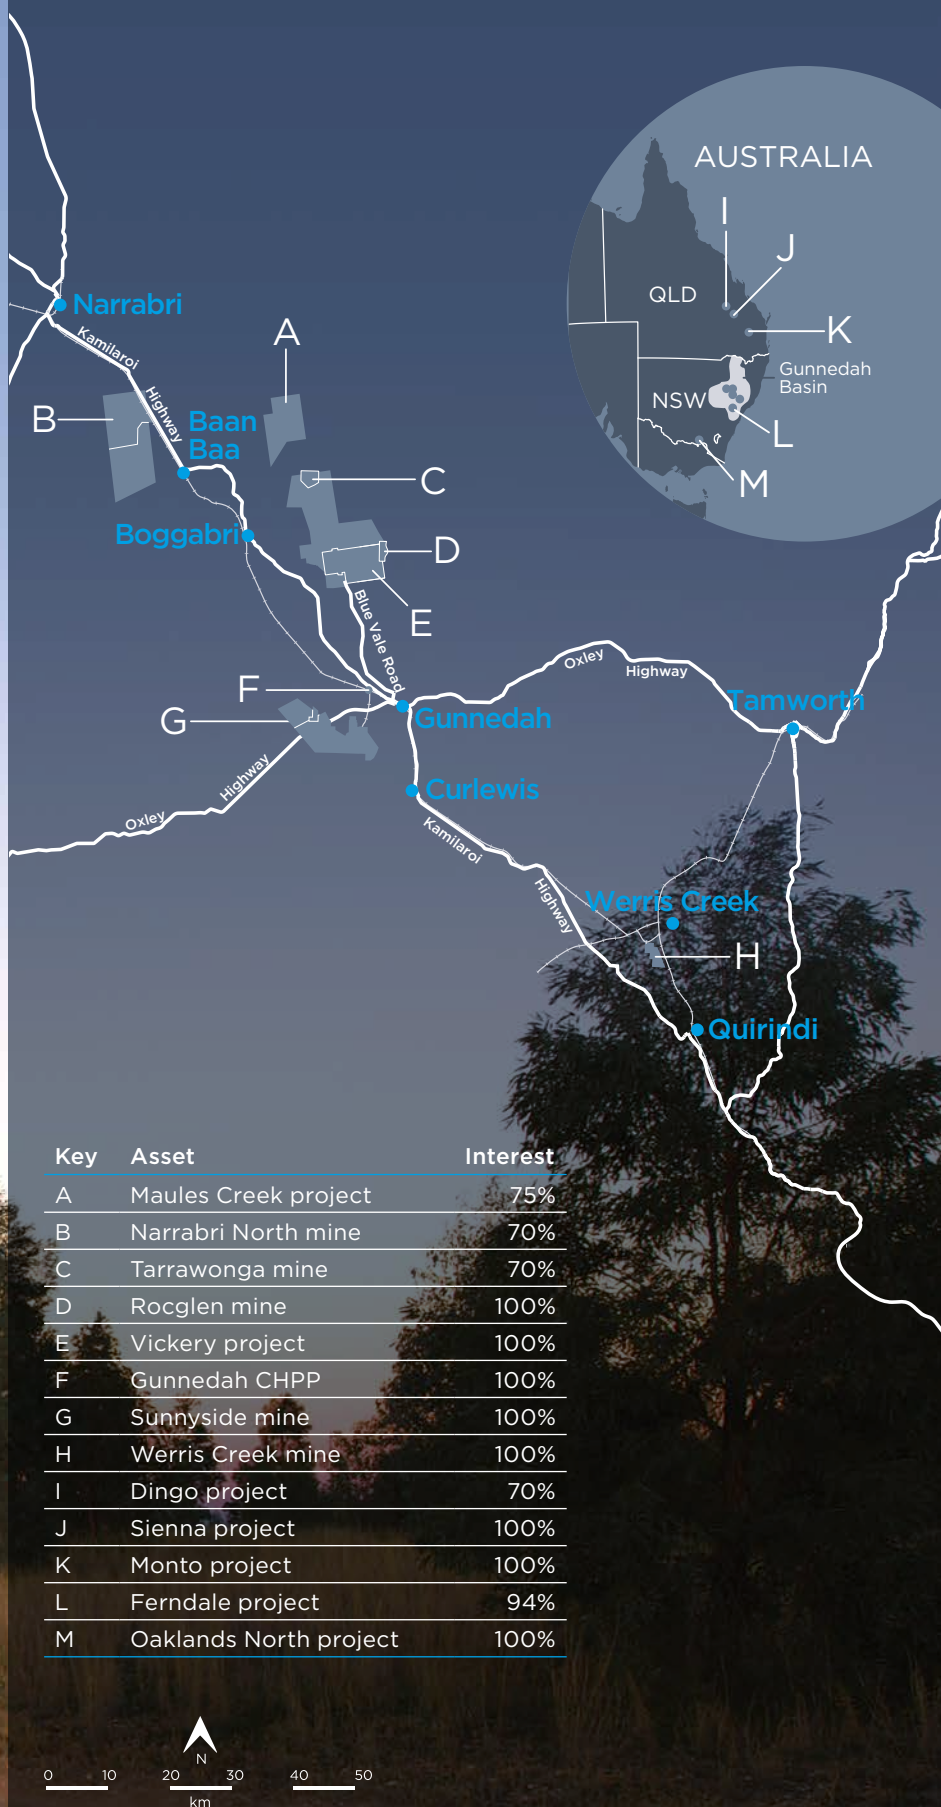 AUSTRALIA
I
J
QLD
K
Gunnedah
Basin
NSW
L
M
Narrabri
Kamilaroi
Highway
A
B
Baan
Baa
C
Boggabri
D
E
Blue Vale Road
Oxley
Highway
F
Tamworth
G
Gunnedah
Highway
Oxley
Curlewis
Kamilaroi
Highway
Werris Creek
H
Quirindi
Key Asset Interest
A Maules Creek project 75%
B Narrabri North mine 70%
C Tarrawonga mine 70%
D Rocglen mine 100%
E Vickery project 100%
F Gunnedah CHPP 100%
G Sunnyside mine 100%
H Werris Creek mine 100%
I Dingo project 70%
J Sienna project 100%
K Monto project 100%
L Ferndale project 94%
M Oaklands North project 100%
N
0 10 20 30 40 50
km